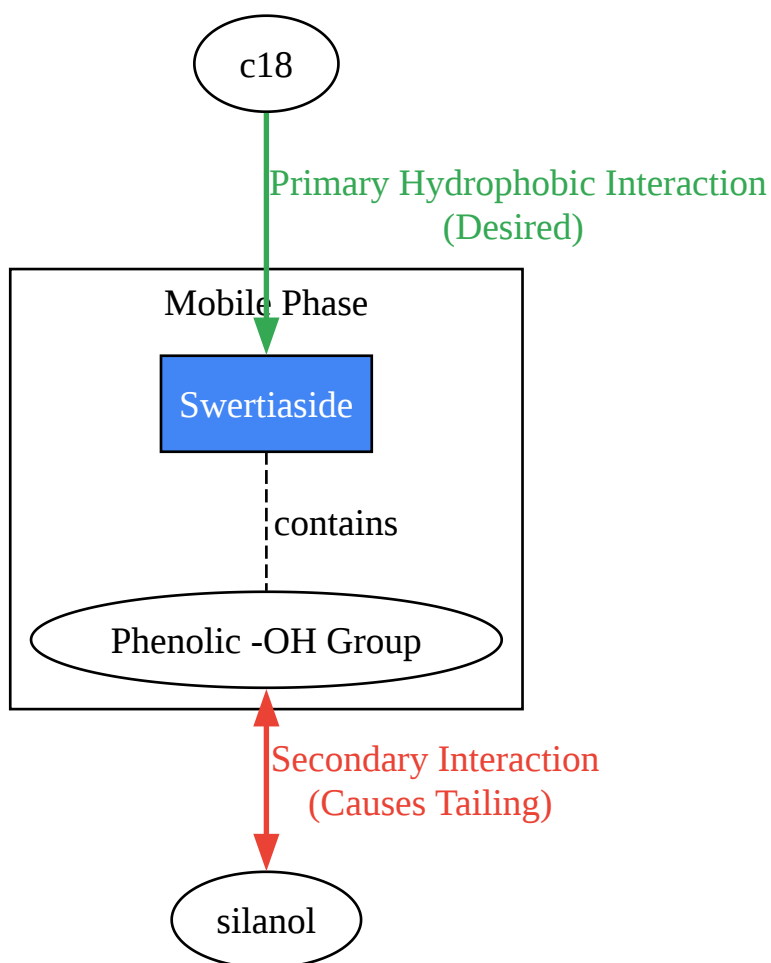 c18
Primary Hydrophobic Interaction
(Desired)
Mobile Phase
Swertiaside
contains
Phenolic -OH Group
Secondary Interaction
(Causes Tailing)
silanol